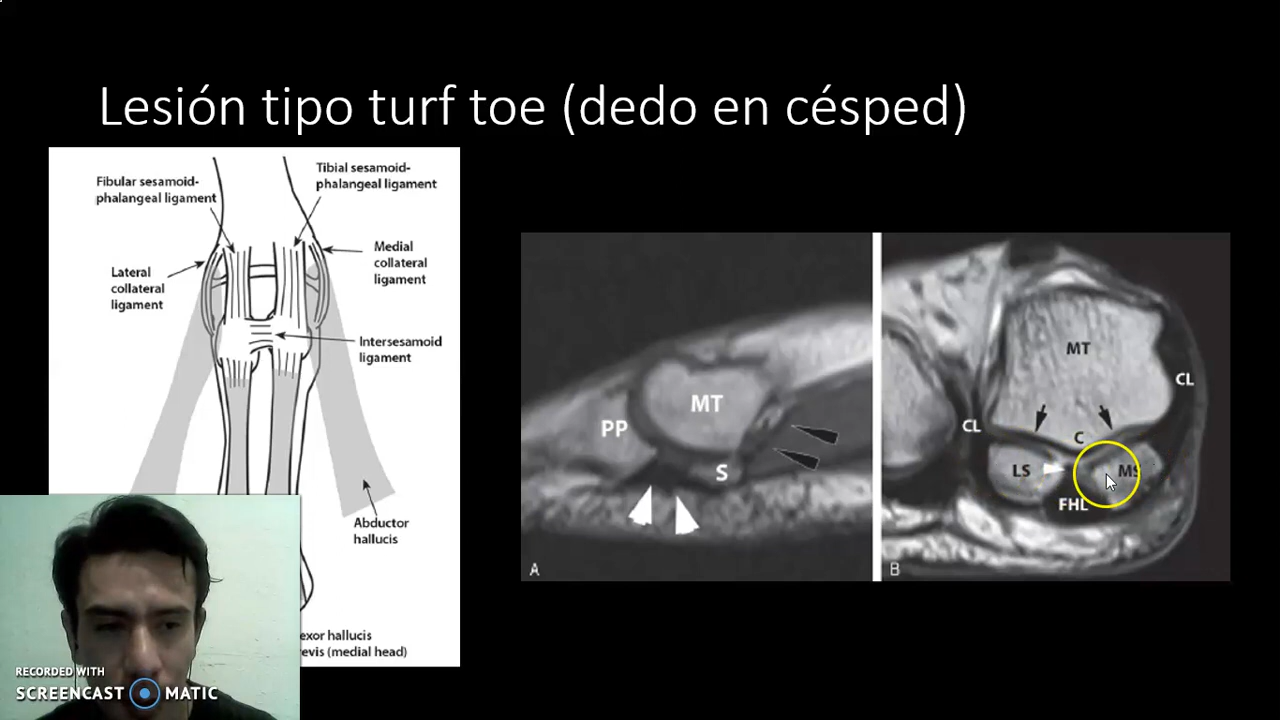 Lesión tipo turf toe (dedo en césped)
Fibular sesamoid-
phalangeal ligament
Tibial sesamoid-
phalangeal ligament
Lateral
collateral
ligament
Medial
collateral
ligament
Intersesamoid
ligament
Abductor
hallucis
exor hallucis
revis (medial head)
PP
MT
S
A
MT
CL
CL
C
LS
MS
FHL
B
RECORDED WITH
SCREENCAST MATIC